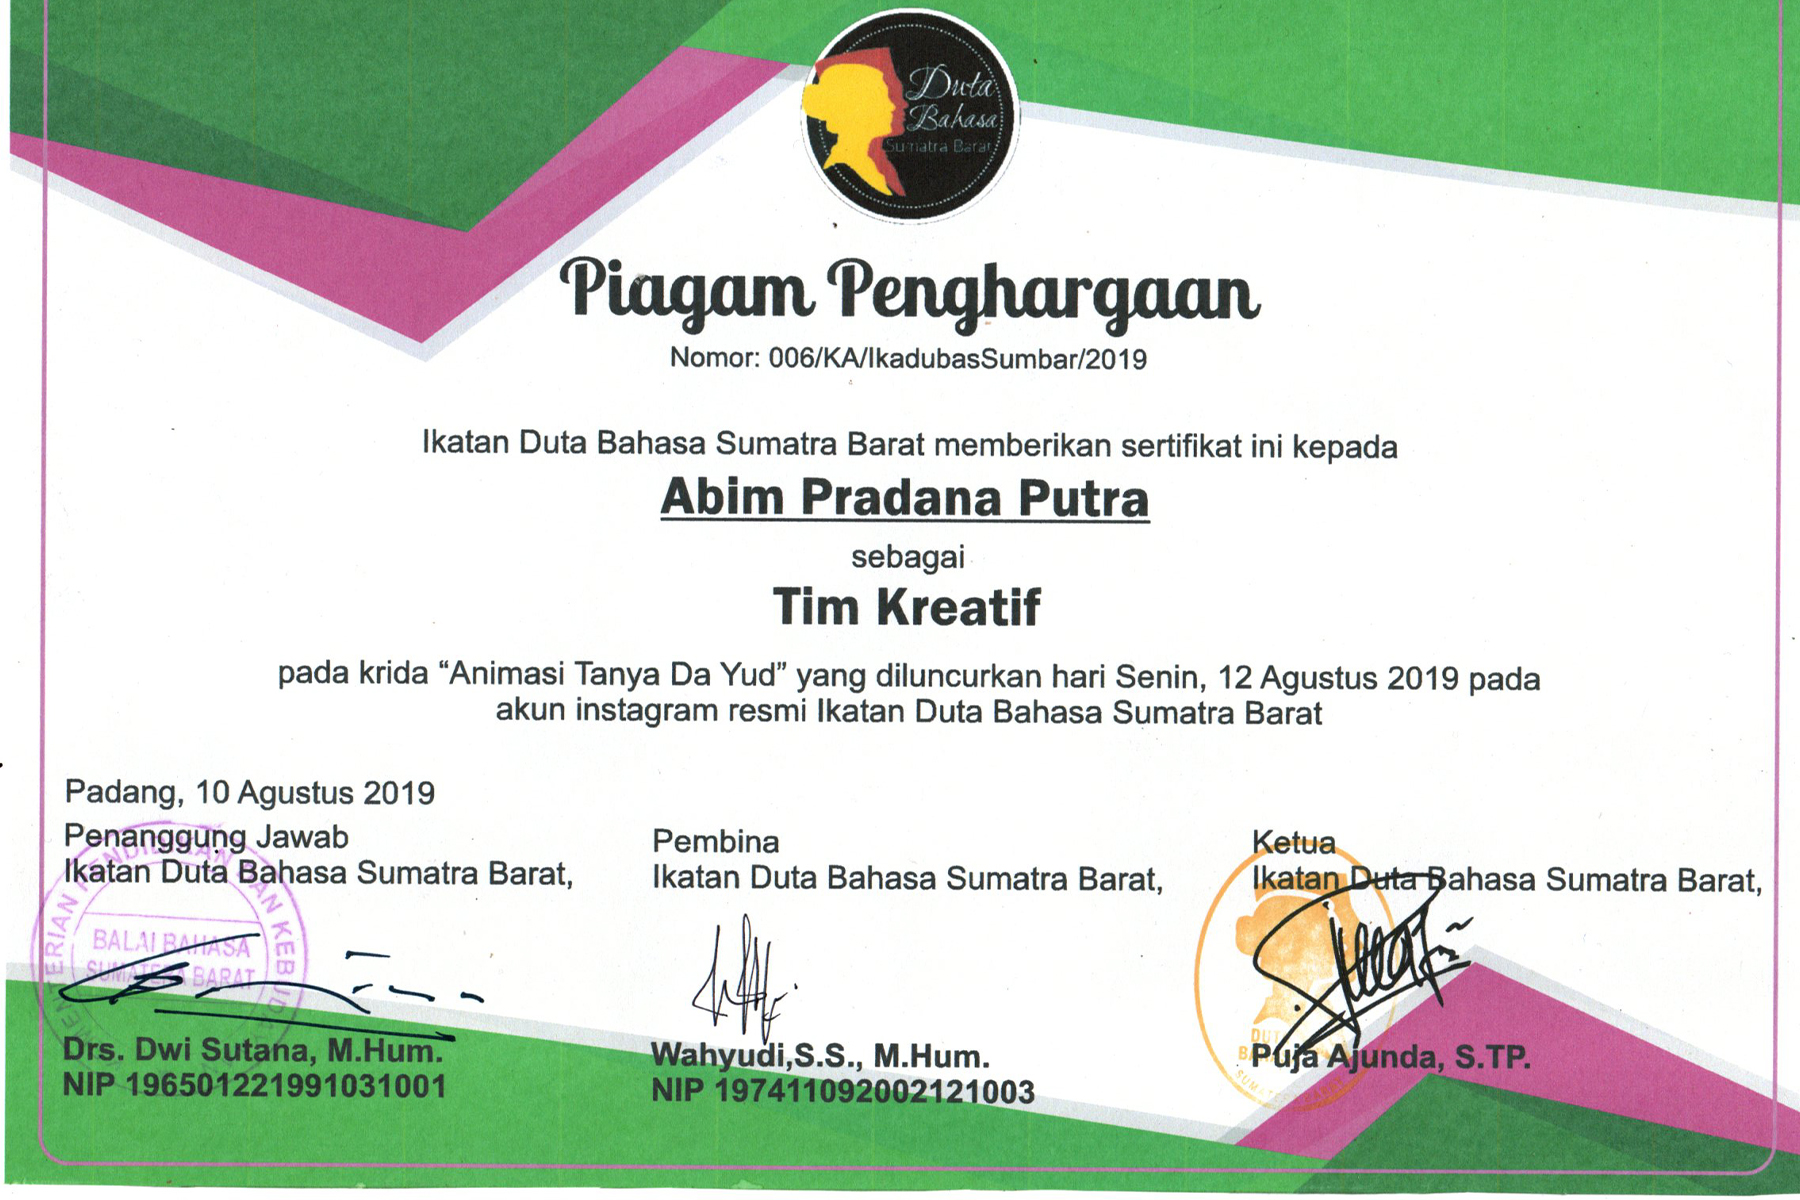 Duta
Bahasa
Sumatra Barat
Piagam Penghargaan
Nomor: 006/KA/IkadubasSumbar/2019
Ikatan Duta Bahasa Sumatra Barat memberikan sertifikat ini kepada
Abim Pradana Putra
sebagai
Tim Kreatif
pada krida “Animasi Tanya Da Yud” yang diluncurkan hari Senin, 12 Agustus 2019 pada
akun instagram resmi Ikatan Duta Bahasa Sumatra Barat
Padang, 10 Agustus 2019
Penanggung Jawab
Ikatan Duta Bahasa Sumatra Barat,
BALAI BAHASA
SUMATERA BARAT
Drs. Dwi Sutana, M.Hum.
NIP 196501221991031001
Pembina
Ikatan Duta Bahasa Sumatra Barat,
Wahyudi,S.S., M.Hum.
NIP 197411092002121003
Ketua
Ikatan Duta Bahasa Sumatra Barat,
Puja Ajunda, S.TP.